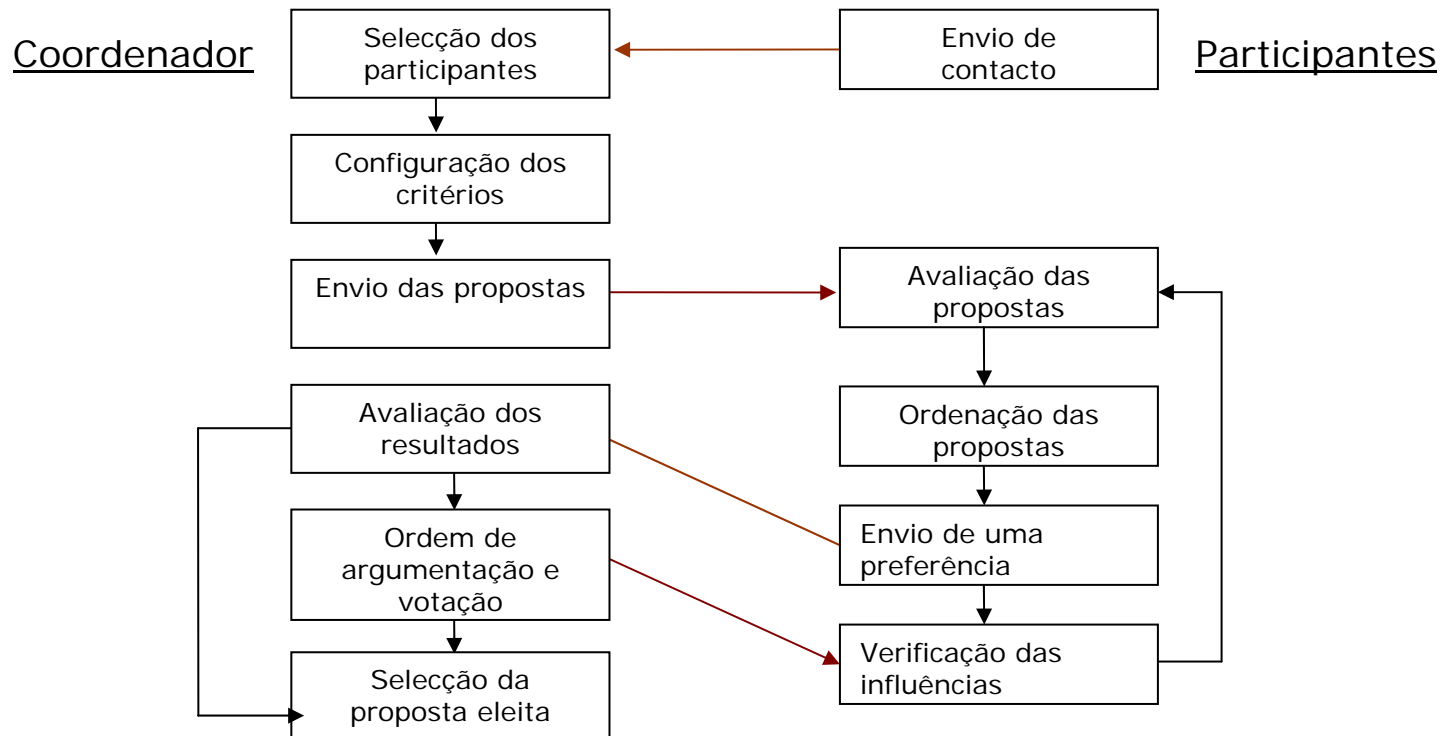 Coordenador
Selecção dos
participantes
Envio de
contacto
Participantes
Configuração dos
critérios
Envio das propostas
Avaliação das
propostas
Avaliação dos
resultados
Ordenação das
propostas
Ordem de
argumentação e
votação
Envio de uma
preferência
Selecção da
proposta eleita
Verificação das
influências